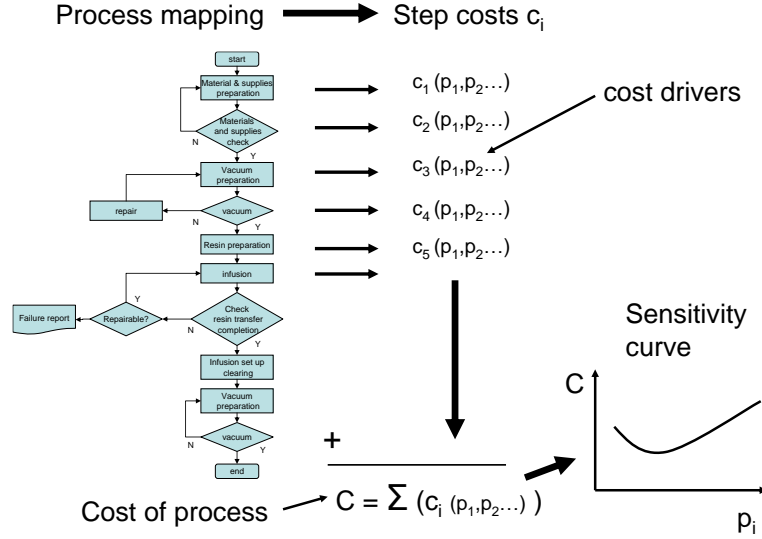 Process mapping
Step costs cᵢ
start
Material & supplies
preparation
Materials
and supplies
check
N
Y
Vacuum
preparation
repair
N
vacuum
Y
Resin preparation
infusion
Y
Failure report
Repairable?
N
Check
resin transfer
completion
Y
Infusion set up
clearing
Vacuum
preparation
vacuum
N
Y
end
c₁ (p₁,p₂…)
c₂ (p₁,p₂…)
c₃ (p₁,p₂…)
c₄ (p₁,p₂…)
c₅ (p₁,p₂…)
cost drivers
+
Cost of process
C = Σ (cᵢ (p₁,p₂…) )
Sensitivity
curve
C
pᵢ